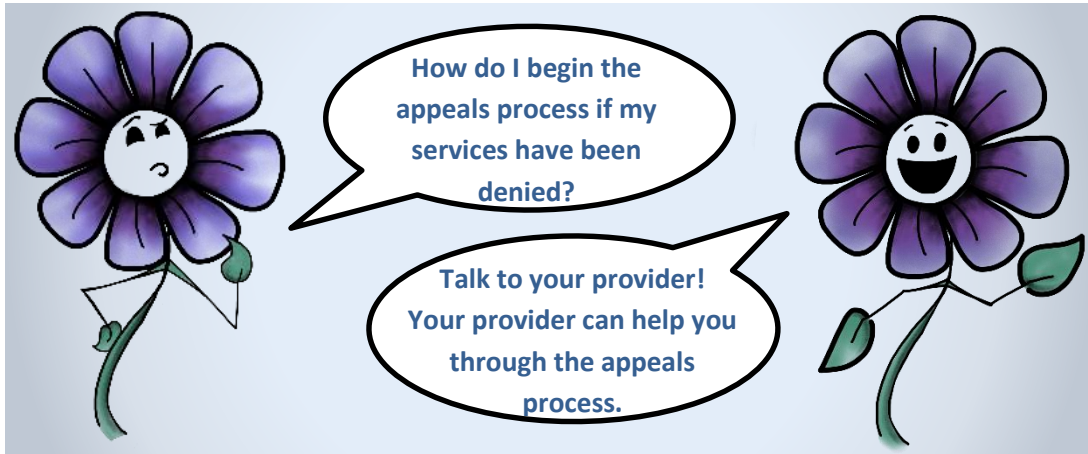 How do I begin the
appeals process if my
services have been
denied?
Talk to your provider!
Your provider can help you
through the appeals
process.